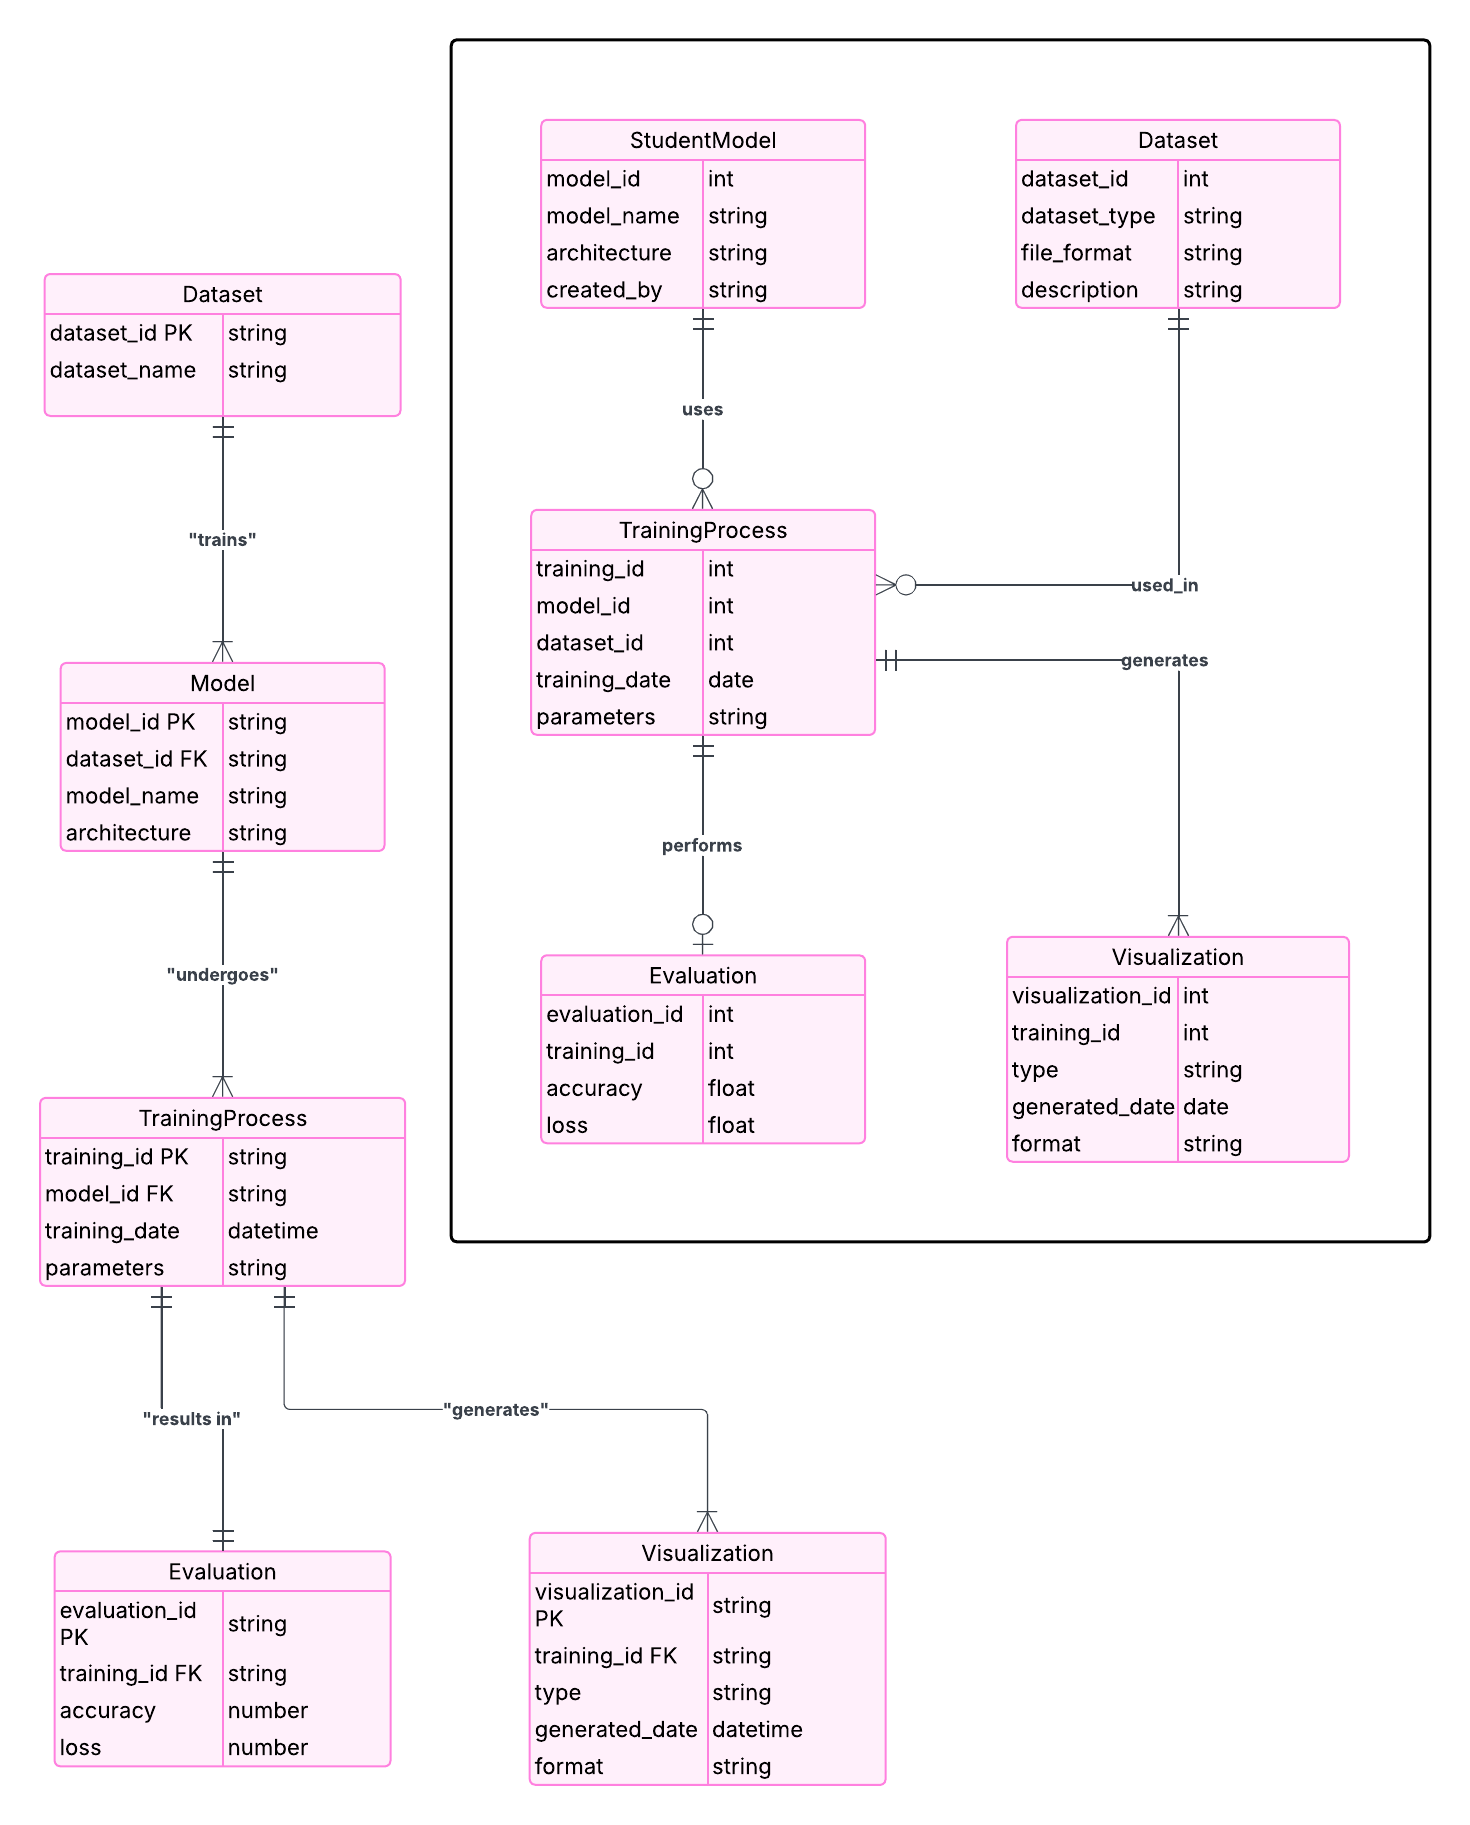 StudentModel
model_id int
model_name string
architecture string
created_by string
Dataset
dataset_id int
dataset_type string
file_format string
description string
uses
used_in
TrainingProcess
training_id int
model_id int
dataset_id int
training_date date
parameters string
generates
performs
Evaluation
evaluation_id int
training_id int
accuracy float
loss float
Visualization
visualization_id int
training_id int
type string
generated_date date
format string
Dataset
dataset_id PK string
dataset_name string
"trains"
Model
model_id PK string
dataset_id FK string
model_name string
architecture string
"undergoes"
TrainingProcess
training_id PK string
model_id FK string
training_date datetime
parameters string
"results in"
"generates"
Evaluation
evaluation_id
PK string
training_id FK string
accuracy number
loss number
Visualization
visualization_id
PK string
training_id FK string
type string
generated_date datetime
format string